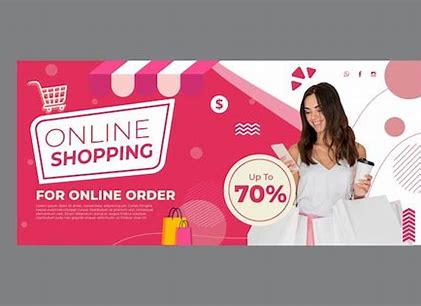 ONLINE
SHOPPING
FOR ONLINE ORDER
$
Up To
70%